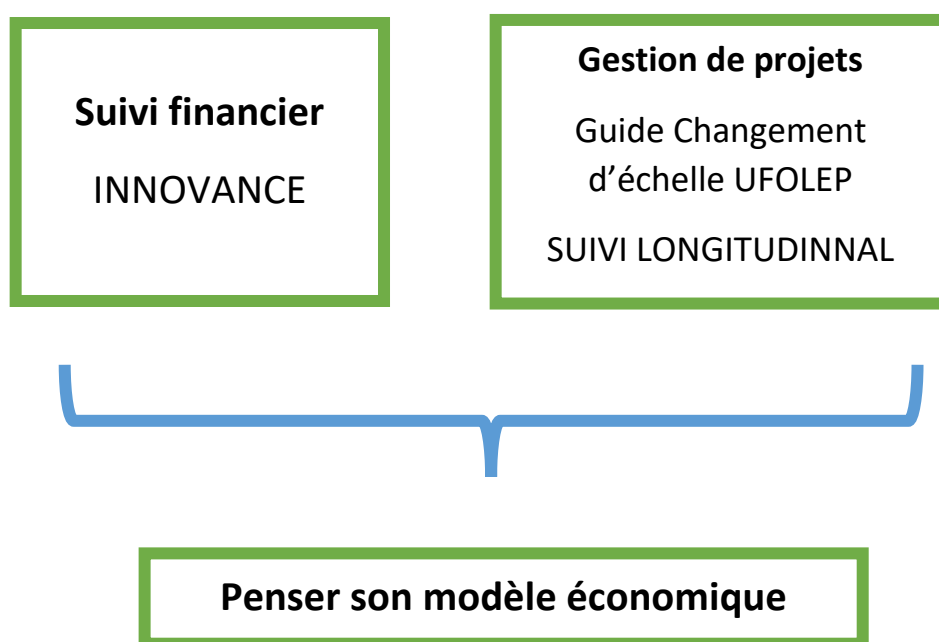 Suivi financier
INNOVANCE
Gestion de projets
Guide Changement
d’échelle UFOLEP
SUIVI LONGITUDINNAL
Penser son modèle économique